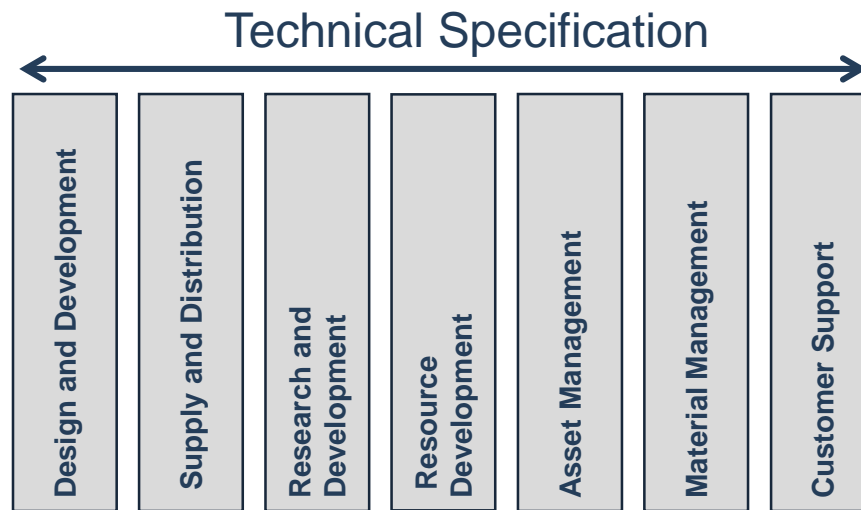 Technical Specification
Design and Development
Supply and Distribution
Research and
Development
Resource
Development
Asset Management
Material Management
Customer Support